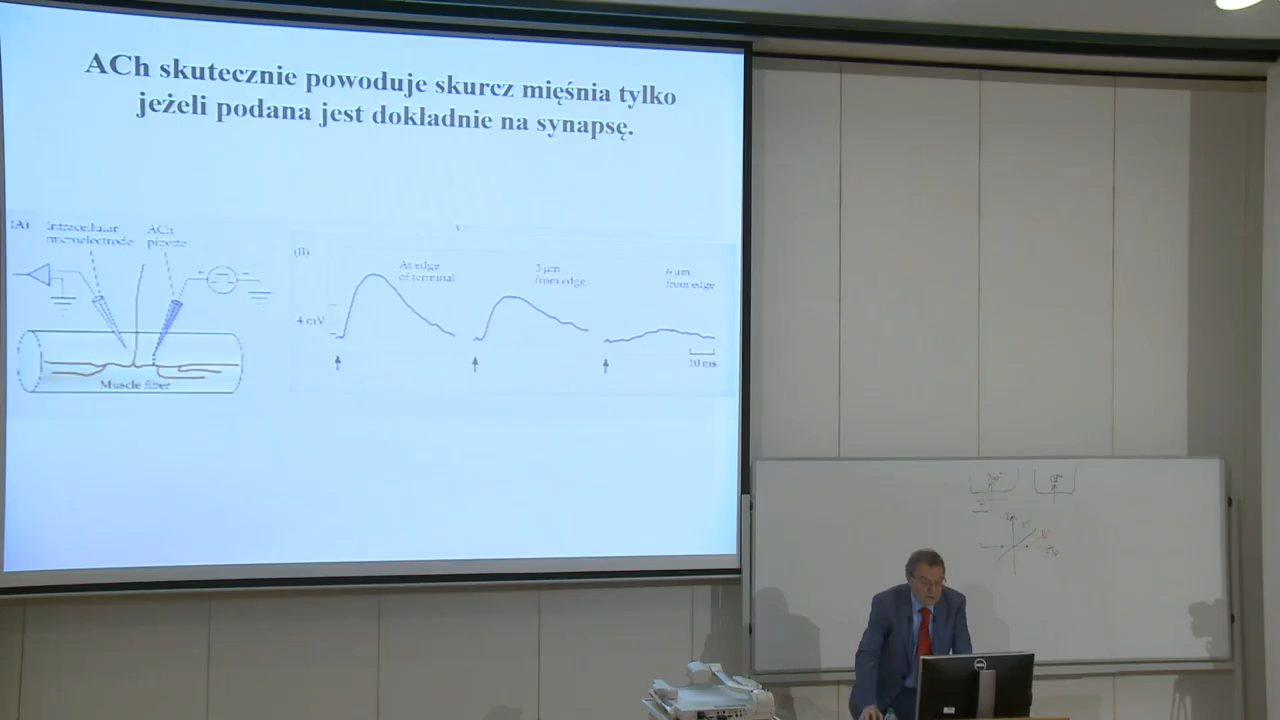 ACh skutecznie powoduje skurcz mięśnia tylko
jeżeli podana jest dokładnie na synapsę.
(A)
Intracellular
microelectrode
ACh
pipette
Muscle fiber
(B)
4 mV
At edge
of terminal
3 µm
from edge
6 µm
from edge
10 ms
DELL